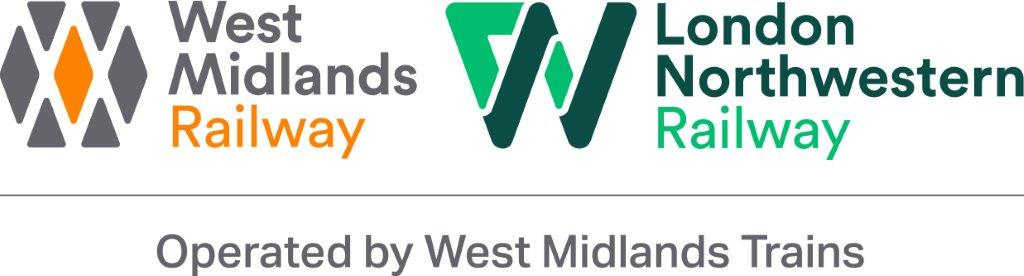 West
Midlands
Railway
London
Northwestern
Railway
Operated by West Midlands Trains